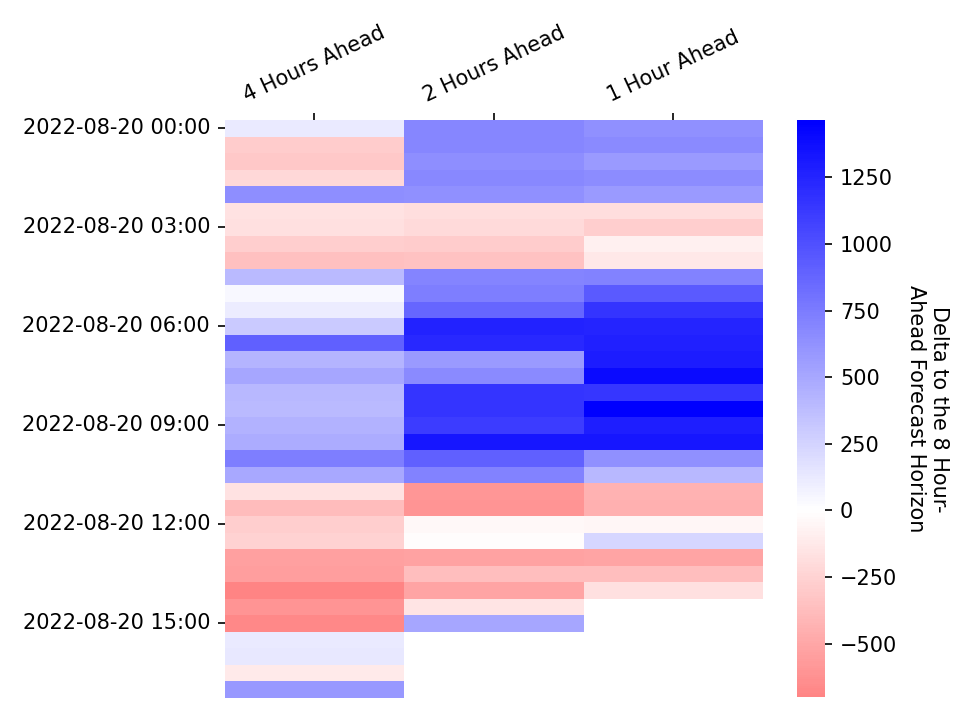 4 Hours Ahead
2 Hours Ahead
1 Hour Ahead
2022-08-20 00:00
2022-08-20 03:00
2022-08-20 06:00
2022-08-20 09:00
2022-08-20 12:00
2022-08-20 15:00
1250
1000
750
500
250
0
−250
−500
Delta to the 8 Hour-
Ahead Forecast Horizon